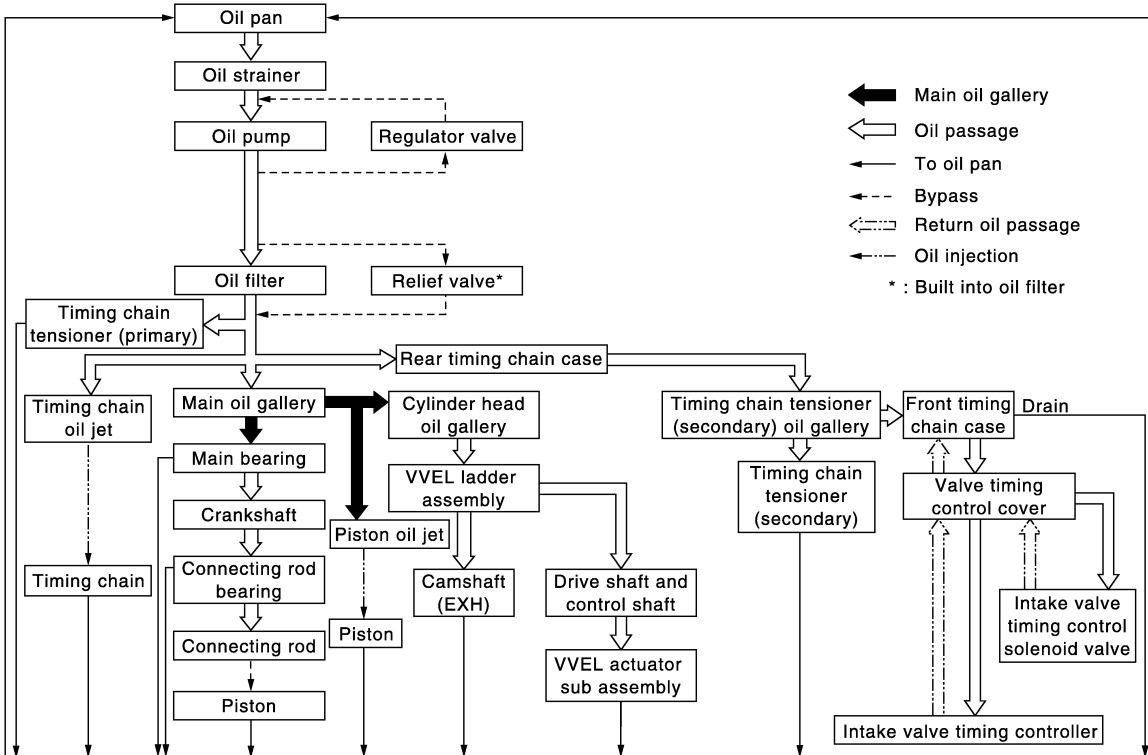 Oil pan
Oil strainer
Oil pump
Regulator valve
Oil filter
Relief valve*
Main oil gallery
Oil passage
To oil pan
Bypass
Return oil passage
Oil injection
* : Built into oil filter
Timing chain
tensioner (primary)
Rear timing chain case
Timing chain
oil jet
Main oil gallery
Cylinder head
oil gallery
Timing chain tensioner
(secondary) oil gallery
Front timing
chain case
Drain
Main bearing
VVEL ladder
assembly
Timing chain
tensioner
(secondary)
Valve timing
control cover
Crankshaft
Piston oil jet
Timing chain
Connecting rod
bearing
Camshaft
(EXH)
Drive shaft and
control shaft
Intake valve
timing control
solenoid valve
Connecting rod
Piston
VVEL actuator
sub assembly
Piston
Intake valve timing controller